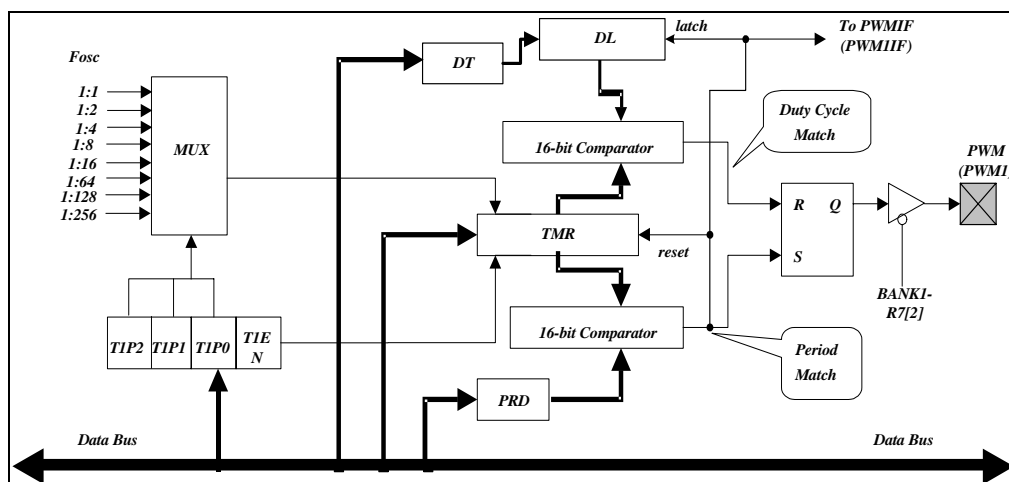 Fosc
1:1
1:2
1:4
1:8
1:16
1:64
1:128
1:256
MUX
DT
DL
latch
To PWMIF
(PWM1IF)
16-bit Comparator
Duty Cycle
Match
PWM
(PWM1)
TMR
reset
R
Q
S
BANK1-
R7[2]
T1P2
T1P1
T1P0
T1E
N
16-bit Comparator
Period
Match
PRD
Data Bus
Data Bus